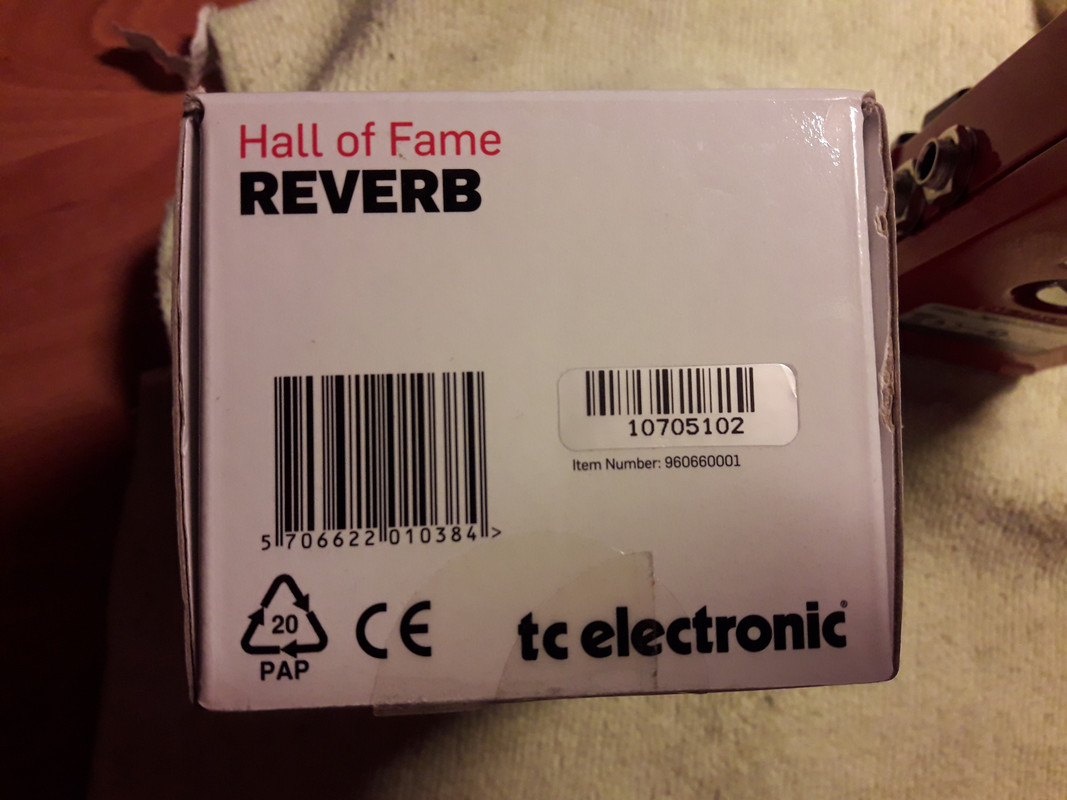 Hall of Fame
REVERB
10705102
Item Number: 960660001
5 706622 010384 >
20
PAP
CE
tc electronic®